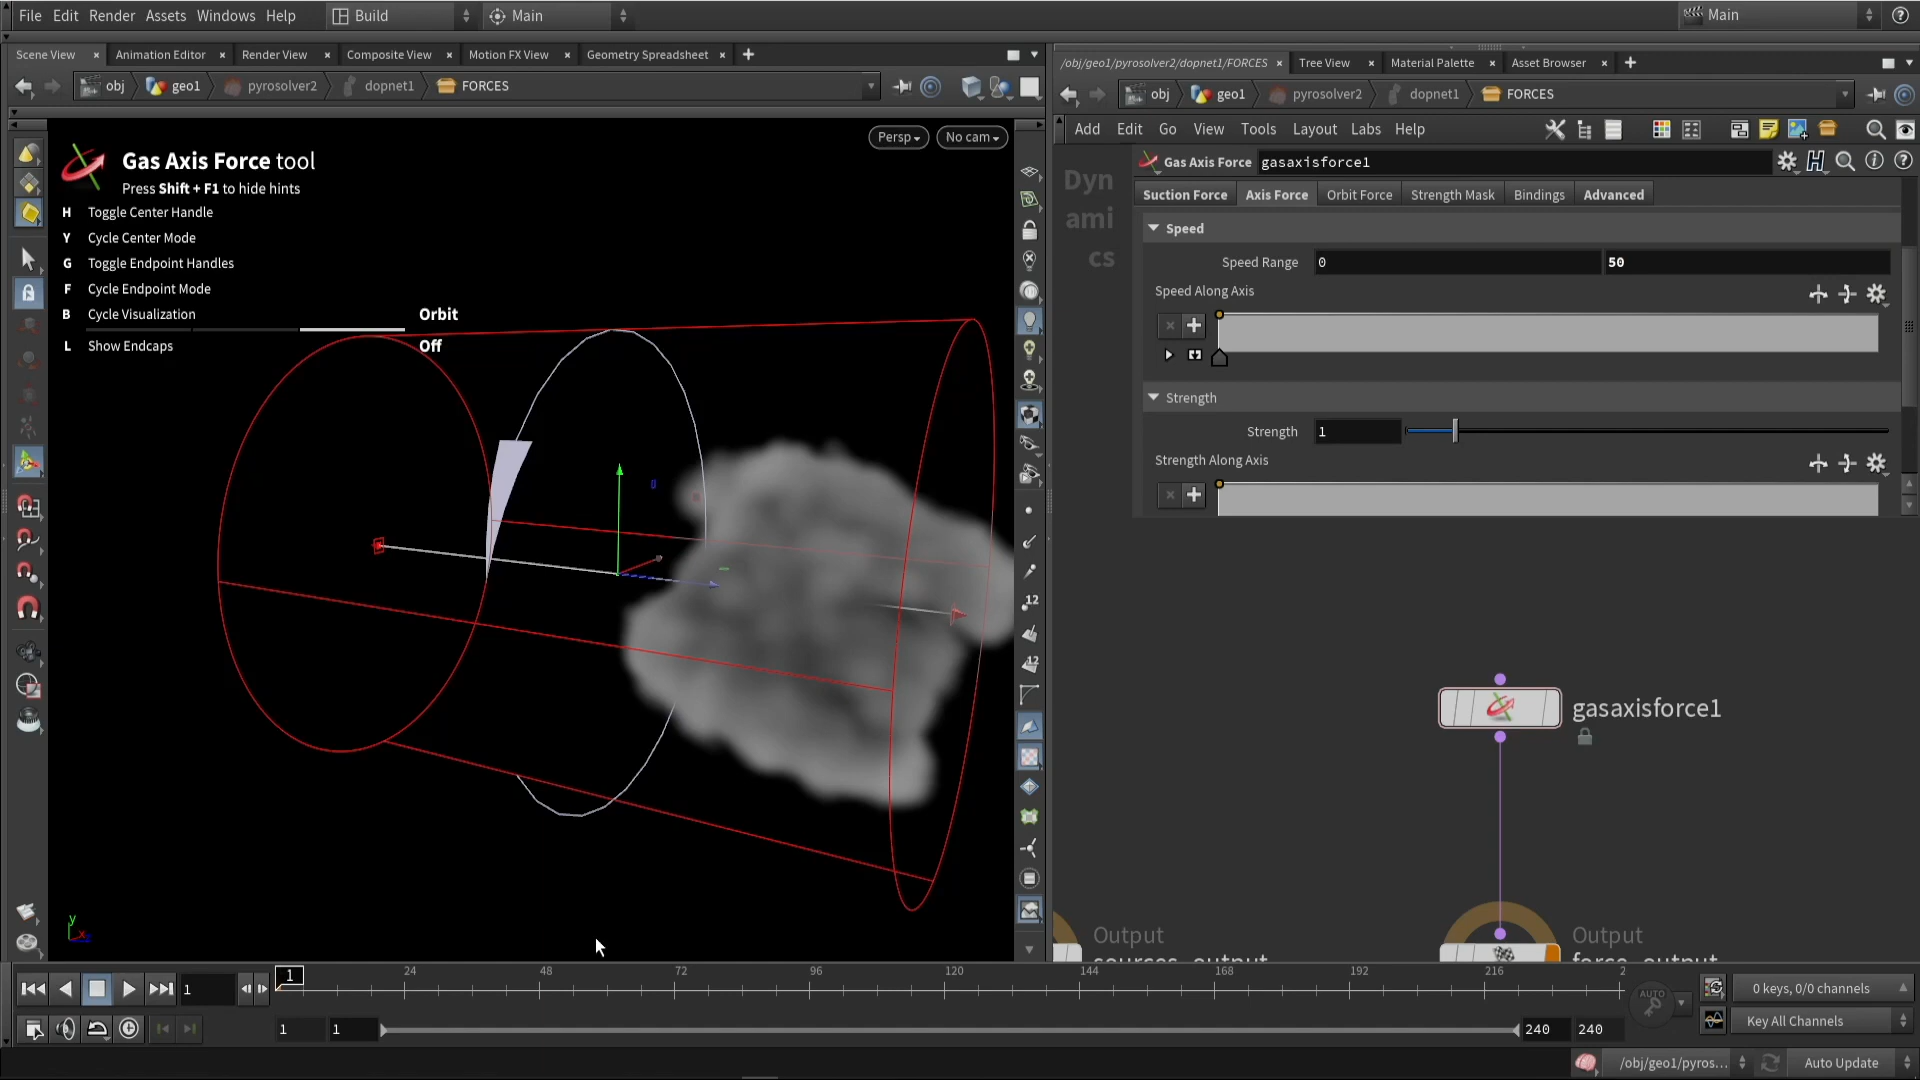 File Edit Render Assets Windows Help Build Main Main
Scene View Animation Editor Render View Composite View Motion FX View Geometry Spreadsheet
obj geo1 pyrosolver2 dopnet1 FORCES
Persp No cam
Gas Axis Force tool
Press Shift + F1 to hide hints
H Toggle Center Handle
Y Cycle Center Mode
G Toggle Endpoint Handles
F Cycle Endpoint Mode
B Cycle Visualization Orbit
L Show Endcaps Off
12
12
y
x
/obj/geo1/pyrosolver2/dopnet1/FORCES Tree View Material Palette Asset Browser
obj geo1 pyrosolver2 dopnet1 FORCES
Add Edit Go View Tools Layout Labs Help
Dyn
ami
cs
Gas Axis Force gasaxisforce1
Suction Force Axis Force Orbit Force Strength Mask Bindings Advanced
Speed
Speed Range 0 50
Speed Along Axis
Strength
Strength 1
Strength Along Axis
gasaxisforce1
Output Output
sources_output force_output
1 1 24 48 72 96 120 144 168 192 216 2
AUTO
0 keys, 0/0 channels
1 1 240 240
Key All Channels
/obj/geo1/pyros... Auto Update